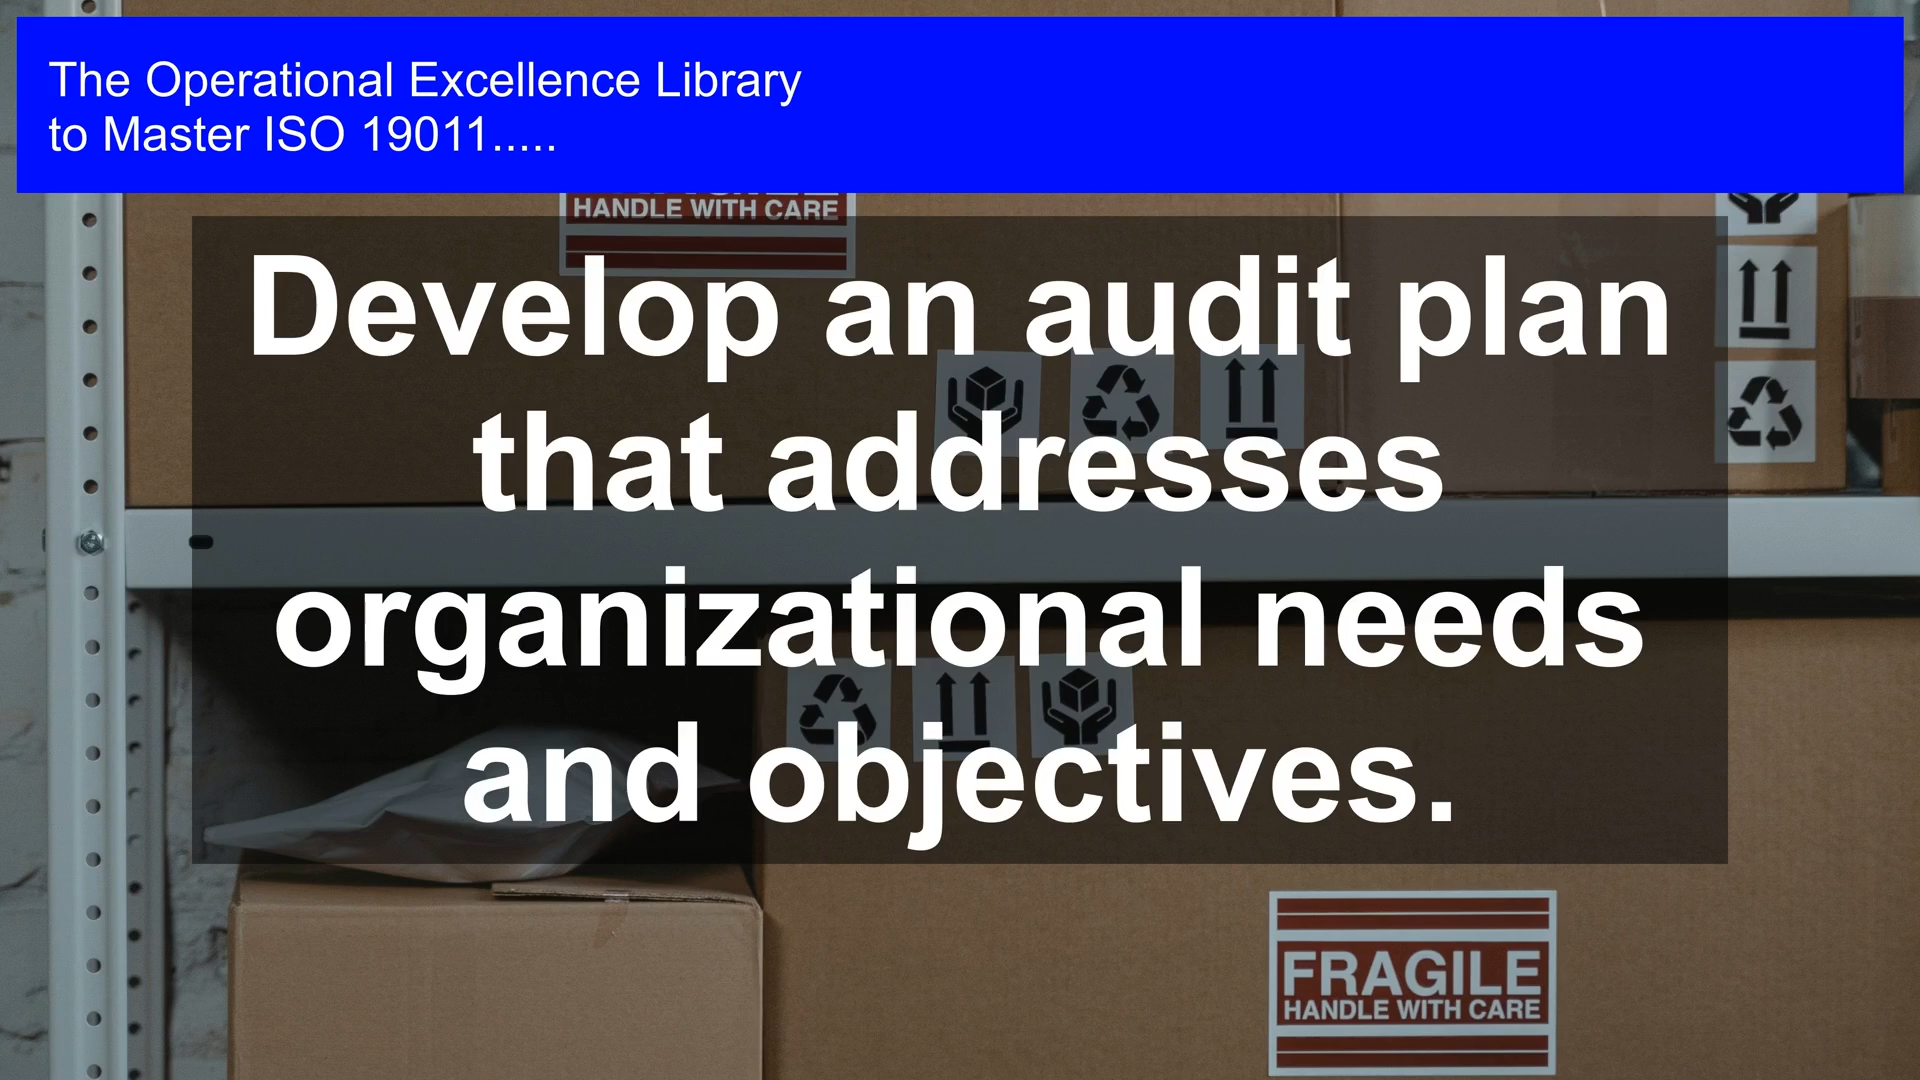 The Operational Excellence Library
to Master ISO 19011.....
HANDLE WITH CARE
Develop an audit plan
that addresses
organizational needs
and objectives.
FRAGILE
HANDLE WITH CARE